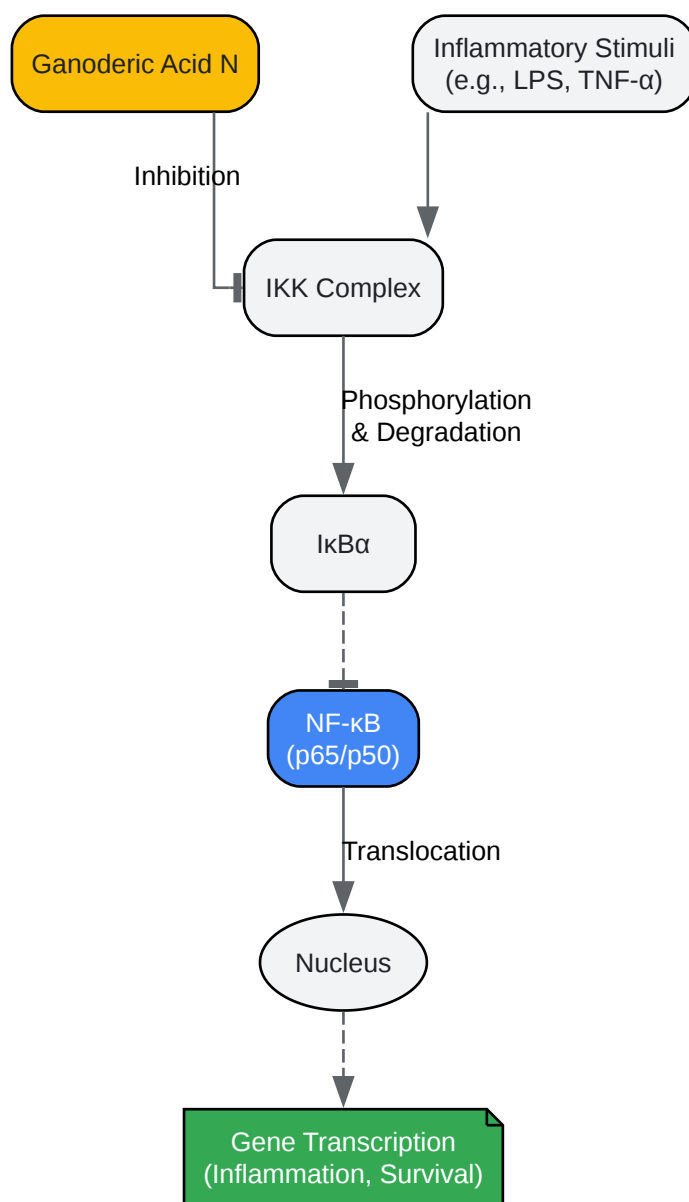 Ganoderic Acid N
Inflammatory Stimuli
(e.g., LPS, TNF-α)
Inhibition
IKK Complex
Phosphorylation
& Degradation
IκBα
NF-κB
(p65/p50)
Translocation
Nucleus
Gene Transcription
(Inflammation, Survival)